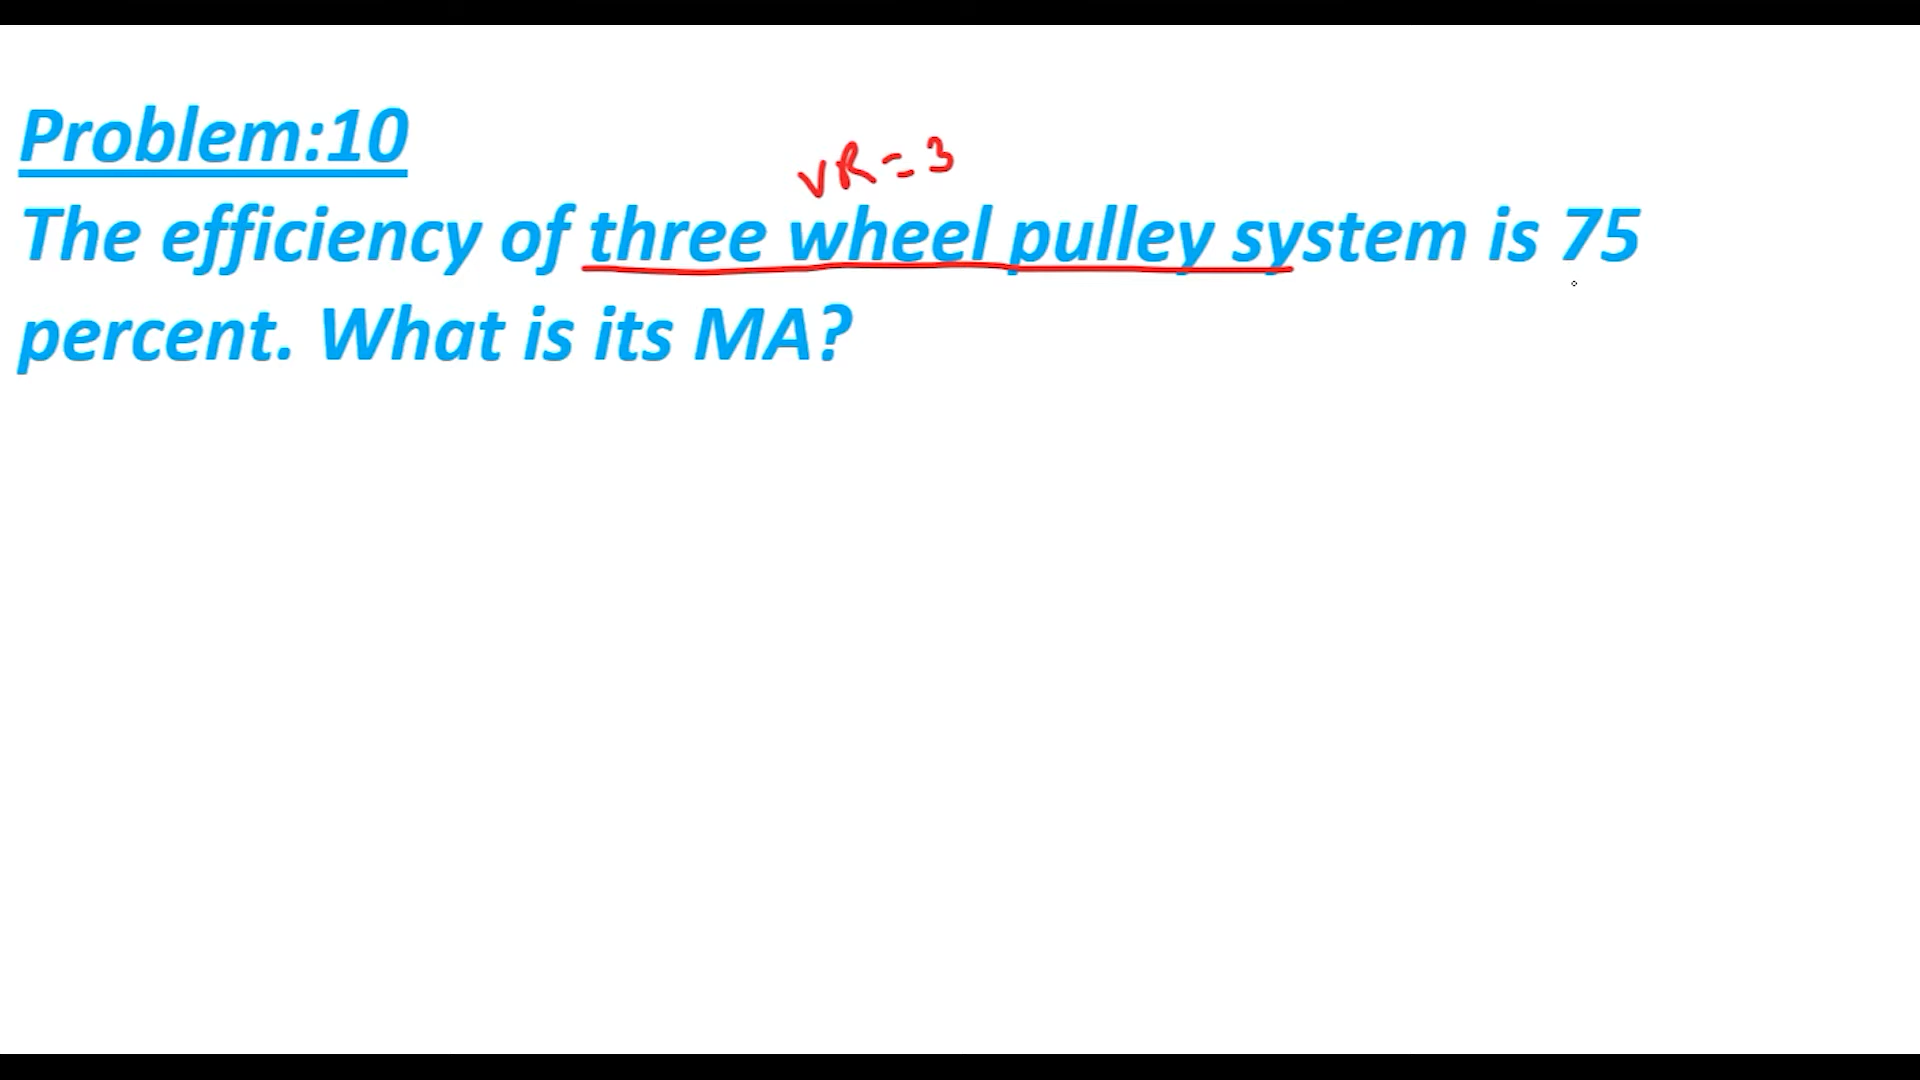 Problem:10
VR = 3
The efficiency of three wheel pulley system is 75
percent. What is its MA?